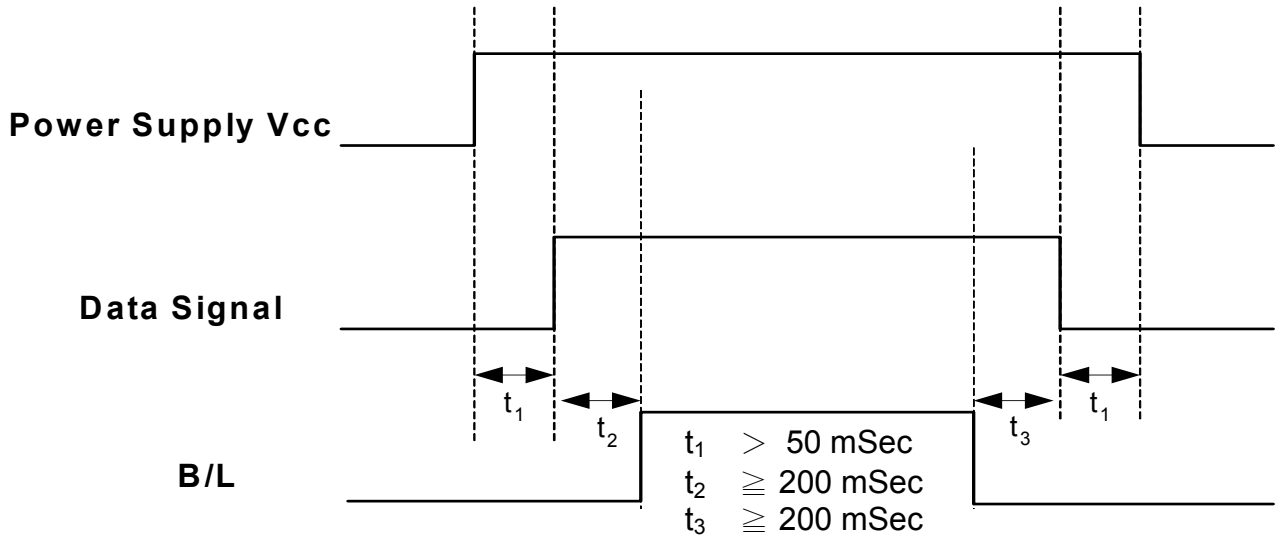 Power Supply Vcc
Data Signal
t₁
t₂
t₃
t₁
B/L
t₁ > 50 mSec
t₂ ≧ 200 mSec
t₃ ≧ 200 mSec